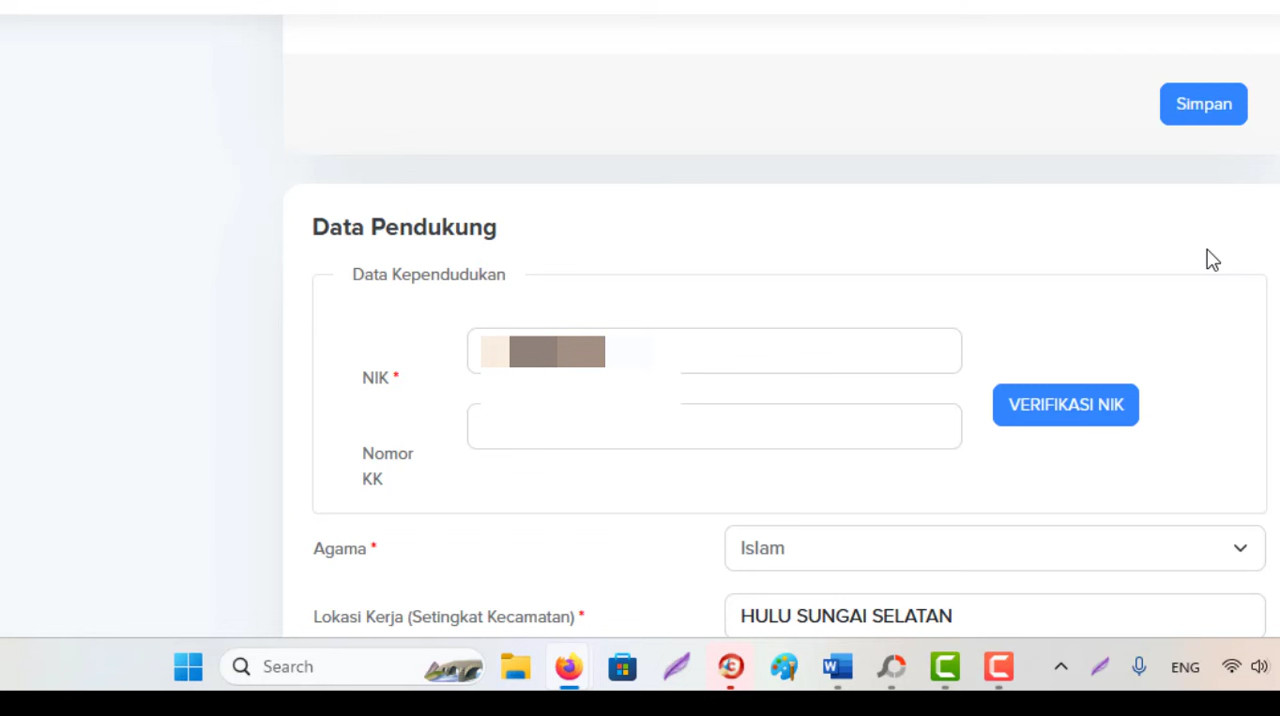 Simpan
Data Pendukung
Data Kependudukan
NIK *
VERIFIKASI NIK
Nomor
KK
Agama *
Islam
Lokasi Kerja (Setingkat Kecamatan) *
HULU SUNGAI SELATAN
Search
ENG